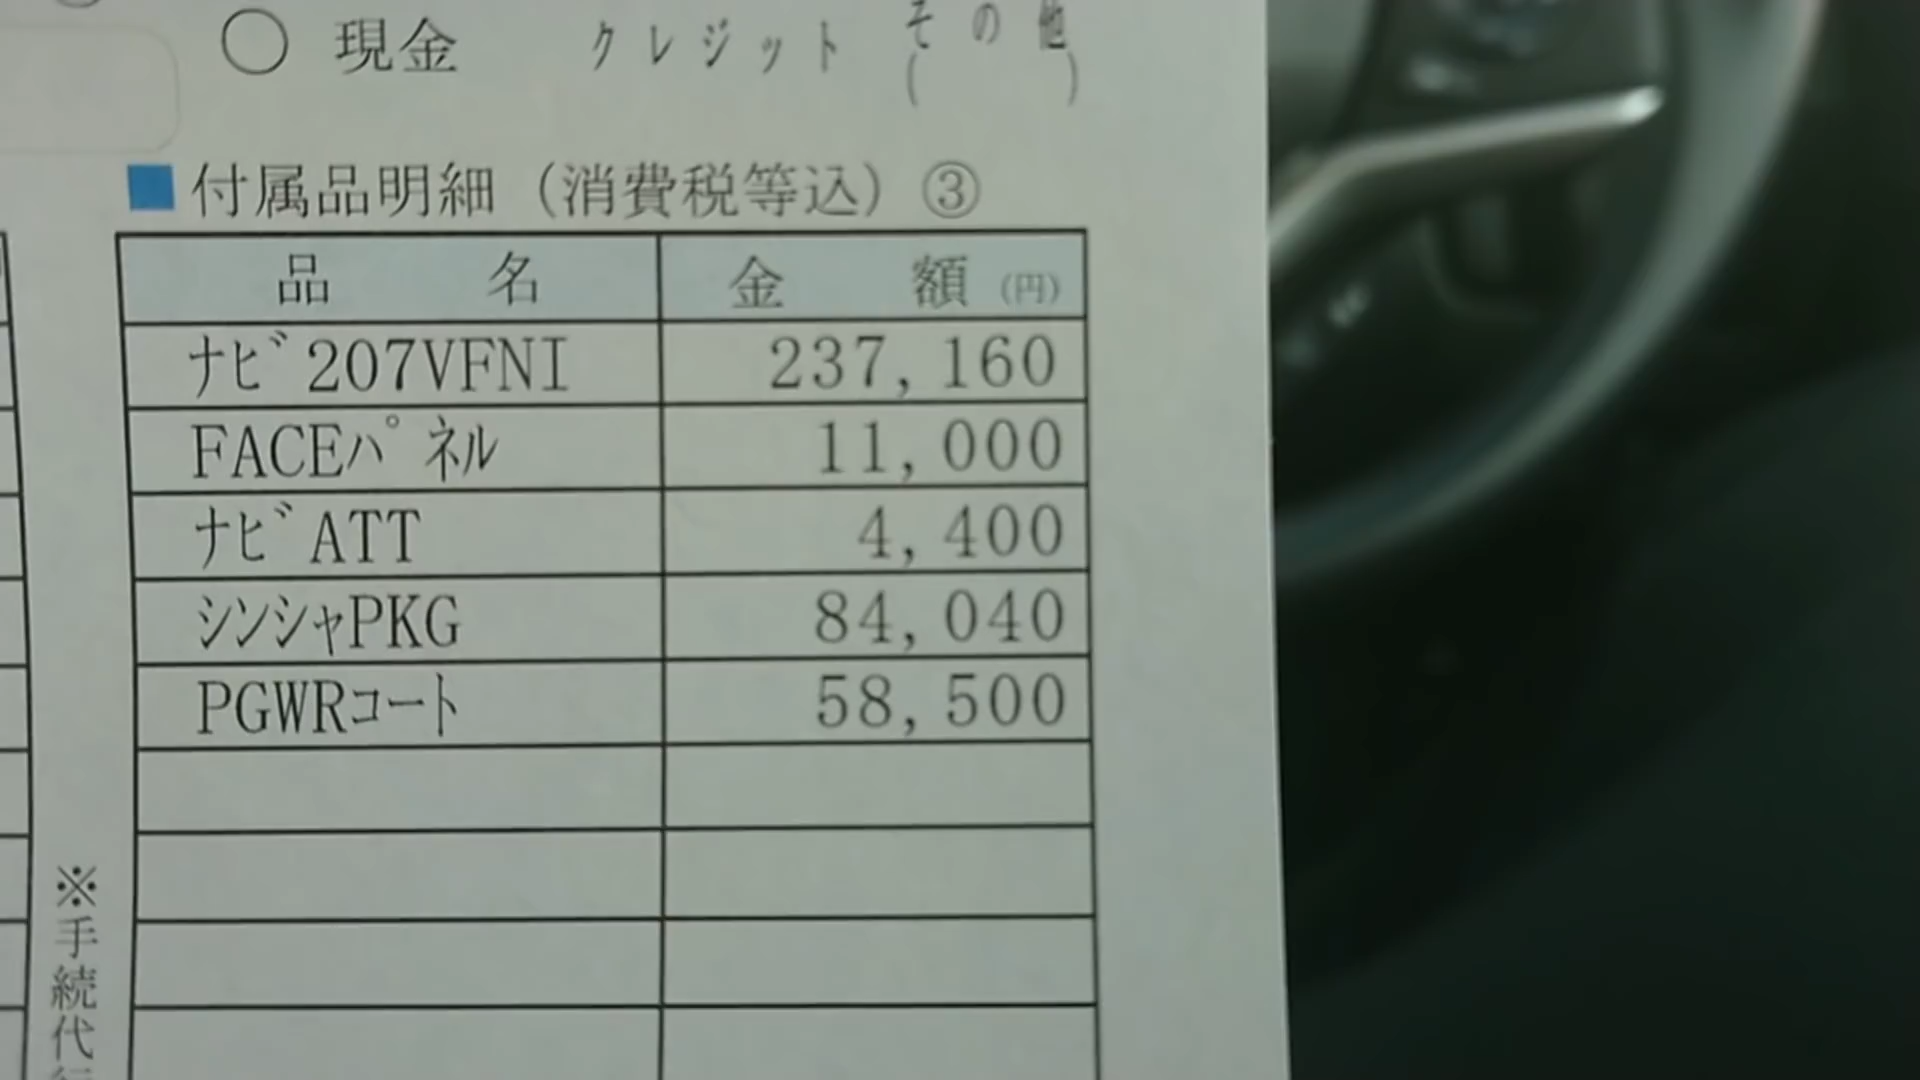 ○ 現金 クレジット その他
( )
■付属品明細（消費税等込）③
品 名 金 額 (円)
ﾅﾋﾞ207VFNI 237,160
FACEﾊﾟﾈﾙ 11,000
ﾅﾋﾞATT 4,400
ｼﾝｼｬPKG 84,040
PGWRｺｰﾄ 58,500
※手続代行